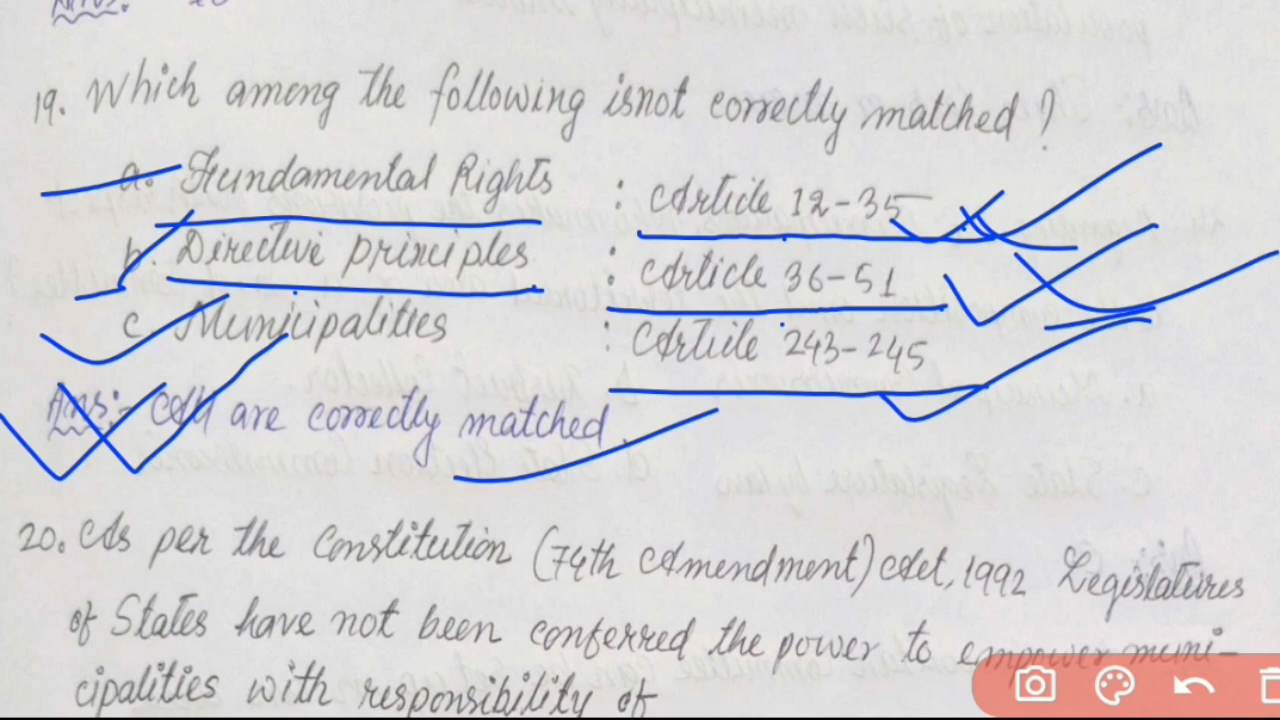 19. Which among the following isnot correctly matched?
a. Fundamental Rights : Article 12-35
b. Directive principles : Article 36-51
c. Municipalities : Article 243-245
Ans:- All are correctly matched.
20. As per the Constitution (74th Amendment) Act, 1992 Legislatures
of States have not been conferred the power to empower muni-
cipalities with responsibility of